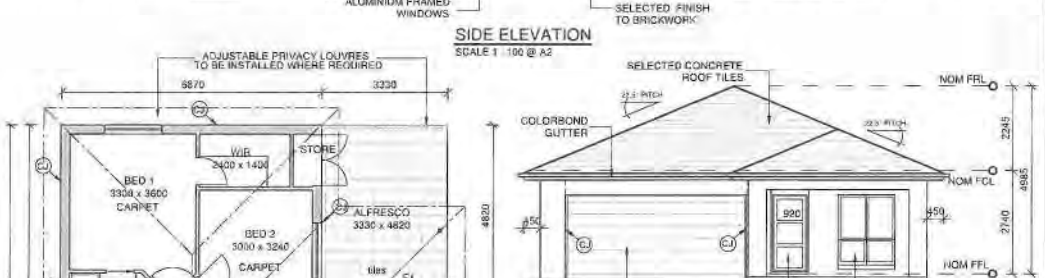 ALUMINIUM FRAMED
WINDOWS
SELECTED FINISH
TO BRICKWORK
SIDE ELEVATION
SCALE 1 : 100 @ A2
ADJUSTABLE PRIVACY LOUVRES
TO BE INSTALLED WHERE REQUIRED
6870
3330
CJ
CJ
WIR
2400 x 1400
STORE
BED 1
3300 x 3600
CARPET
CJ
ALFRESCO
3330 x 4820
BED 2
3000 x 3240
CARPET
tiles
4820
SELECTED CONCRETE
ROOF TILES
22.5° PITCH
COLORBOND
GUTTER
22.5° PITCH
NOM FRL
2245
NOM FCL
4985
450
920
450
2740
CJ
CJ
NOM FFL